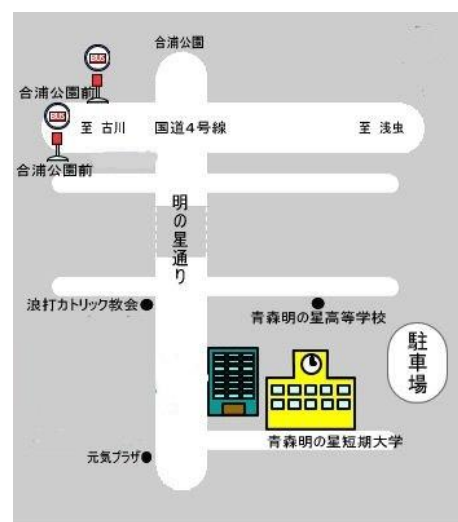 合浦公園
BUS
合浦公園前
BUS
至 古川
国道4号線
至 浅虫
合浦公園前
明の星通り
浪打カトリック教会
青森明の星高等学校
駐車場
青森明の星短期大学
元気プラザ